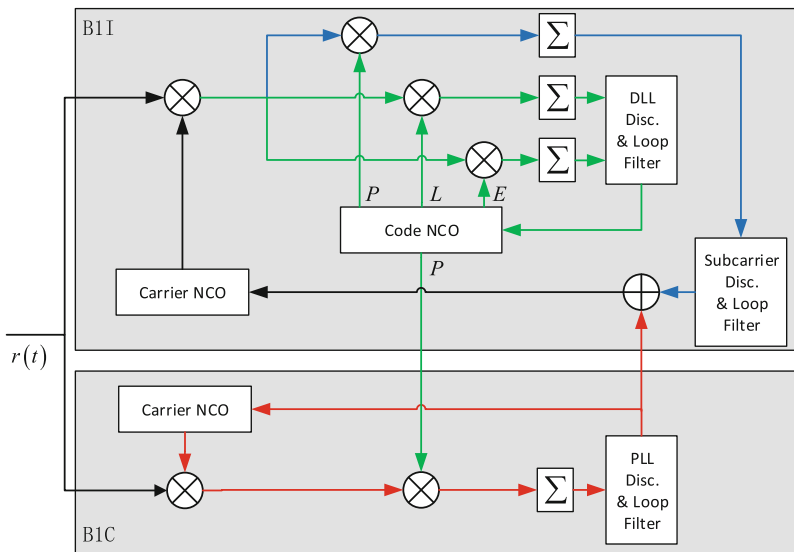 B1I
Σ
Σ
DLL
Disc.
& Loop
Filter
Σ
P
L
E
Code NCO
P
Subcarrier
Disc.
& Loop
Filter
Carrier NCO
r(t)
Carrier NCO
PLL
Disc.
& Loop
Filter
Σ
B1C